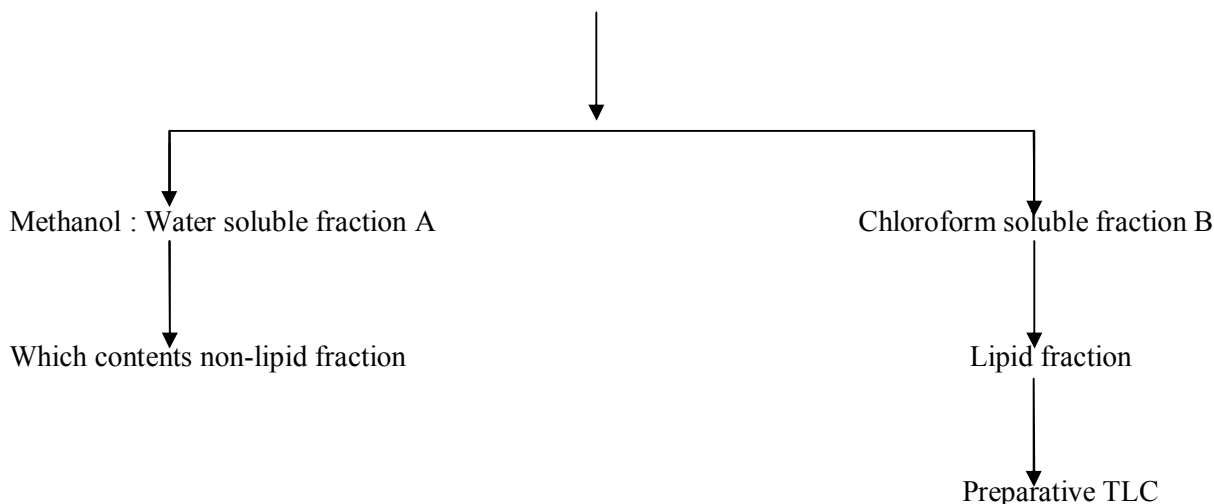 Methanol : Water soluble fraction A
Chloroform soluble fraction B
Which contents non-lipid fraction
Lipid fraction
Preparative TLC